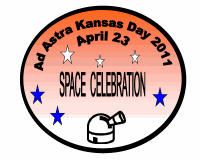 Ad Astra Kansas Day 2011
April 23
SPACE CELEBRATION